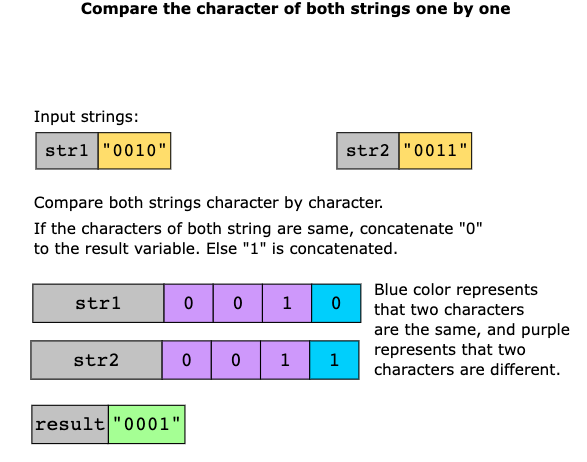 Compare the character of both strings one by one
Input strings:
str1 "0010" str2 "0011"
Compare both strings character by character.
If the characters of both string are same, concatenate "0"
to the result variable. Else "1" is concatenated.
str1 0 0 1 0
str2 0 0 1 1
Blue color represents
that two characters
are the same, and purple
represents that two
characters are different.
result "0001"